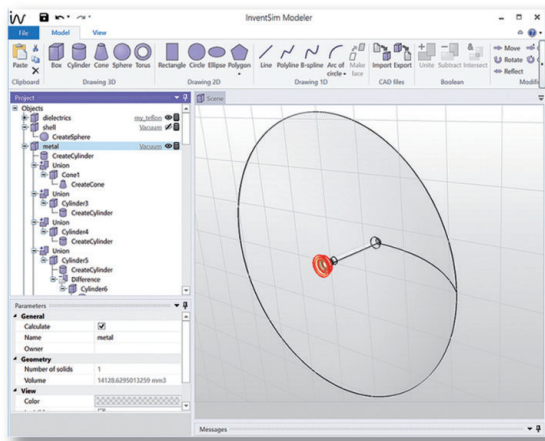 InventSim Modeler
File Model View
Paste
Box Cylinder Cone Sphere Torus
Rectangle Circle Ellipse Polygon
Line Polyline B-spline Arc of circle Make face
Import Export
Unite Subtract Intersect
Move
Rotate
Reflect
Clipboard Drawing 3D Drawing 2D Drawing 1D CAD files Boolean
Project
Scene
Objects
dielectrics my_teflon
shell Vacuum
CreateSphere
metal Vacuum
CreateCylinder
Union
Cone1
CreateCone
Union
Cylinder3
CreateCylinder
Union
Cylinder4
CreateCylinder
Union
Cylinder5
CreateCylinder
Difference
Cylinder6
Parameters
General
Calculate
Name metal
Owner
Geometry
Number of solids 1
Volume 14128.6295013259 mm3
View
Color
Messages